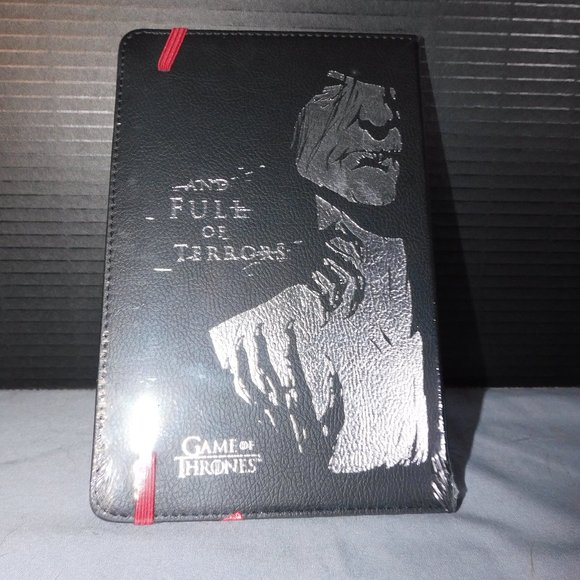 AND
FULL
OF
TERRORS
GAME OF
THRONES